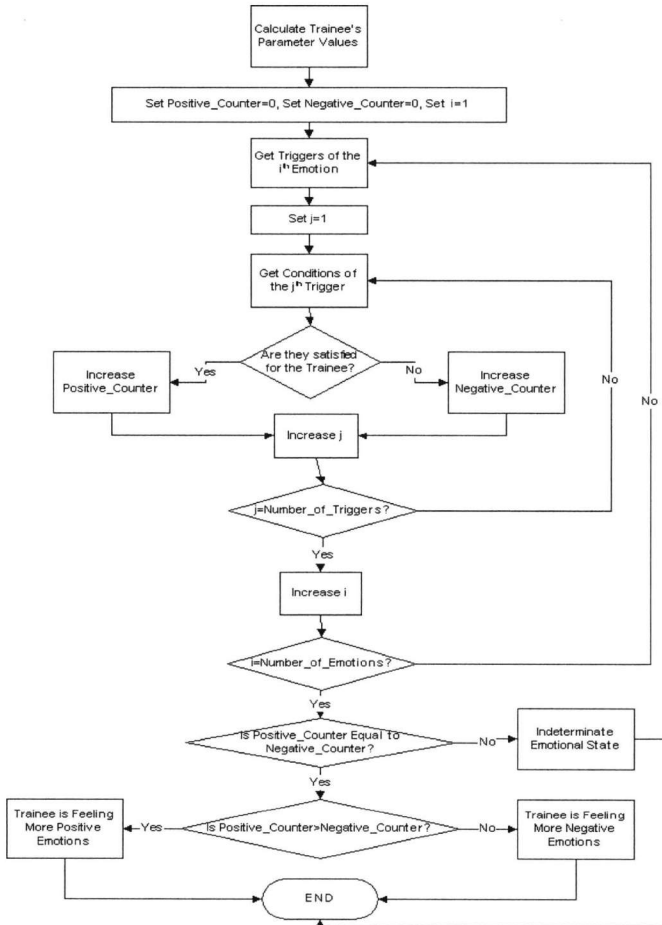 Calculate Trainee's
Parameter Values
Set Positive_Counter=0, Set Negative_Counter=0, Set i=1
Get Triggers of the
iᵗʰ Emotion
Set j=1
Get Conditions of
the jᵗʰ Trigger
Are they satisfied
for the Trainee?
Yes
No
Increase
Positive_Counter
Increase
Negative_Counter
No
No
Increase j
j=Number_of_Triggers?
Yes
Increase i
i=Number_of_Emotions?
Yes
Is Positive_Counter Equal to
Negative_Counter?
No
Indeterminate
Emotional State
Yes
Trainee is Feeling
More Positive
Emotions
Yes
Is Positive_Counter>Negative_Counter?
No
Trainee is Feeling
More Negative
Emotions
END